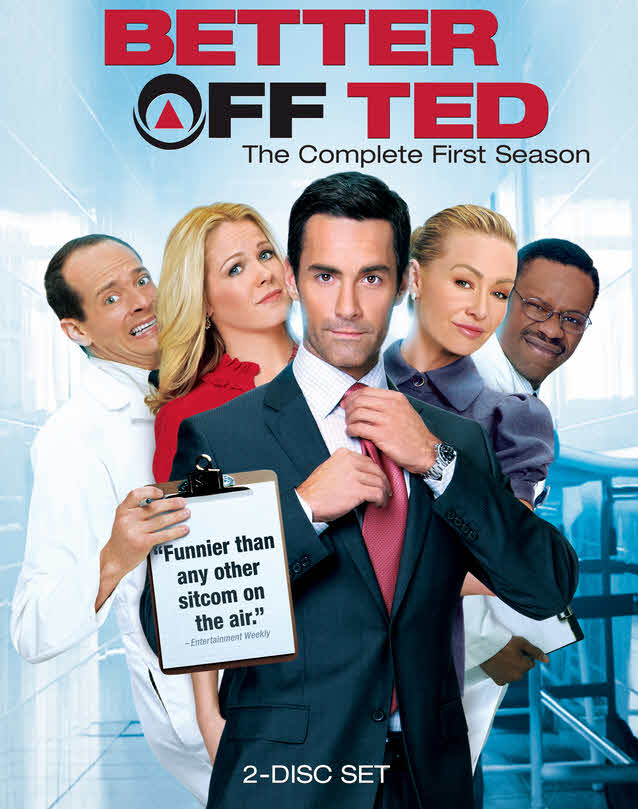 BETTER
OFF TED
The Complete First Season
“Funnier than
any other
sitcom on
the air.”
–Entertainment Weekly
2-DISC SET